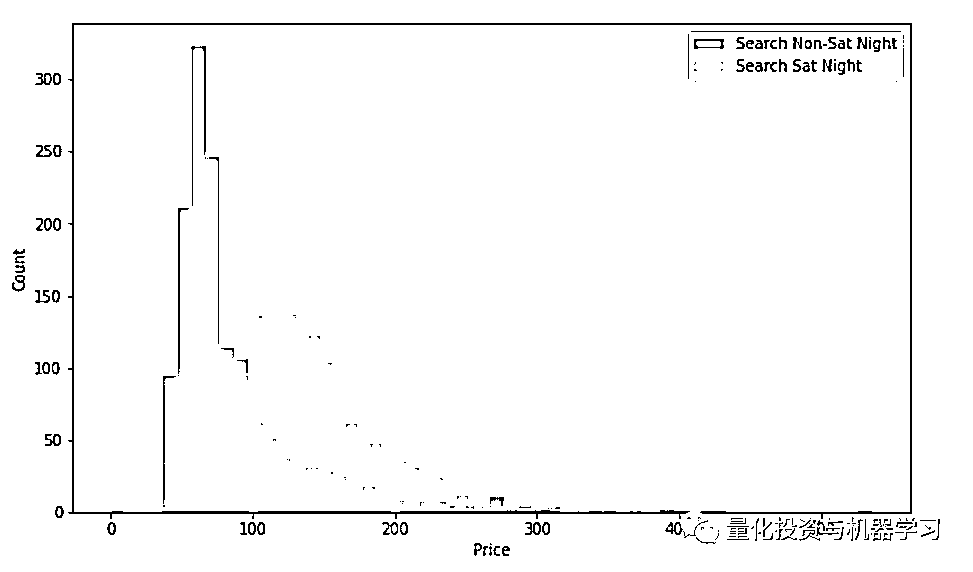 Search Non-Sat Night
Search Sat Night
300
250
200
150
100
50
0
Count
0 100 200 300
Price
量化投资与机器学习